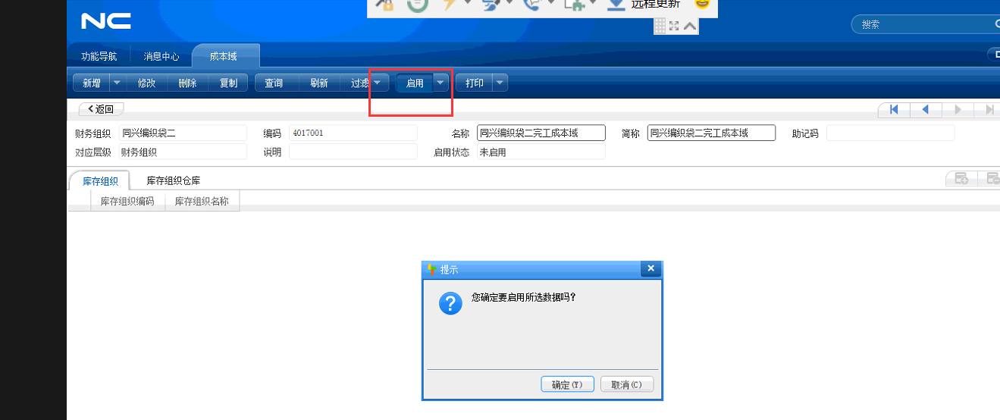 远程更新
NC
搜索
功能导航 消息中心 成本域
新增 修改 删除 复制 查询 刷新 过滤 启用 打印
返回
财务组织 同兴编织袋二 编码 4017001 名称 同兴编织袋二完工成本域 简称 同兴编织袋二完工成本域 助记码
对应层级 财务组织 说明 启用状态 未启用
库存组织 库存组织仓库
库存组织编码 库存组织名称
提示
您确定要启用所选数据吗?
确定(Y) 取消(C)